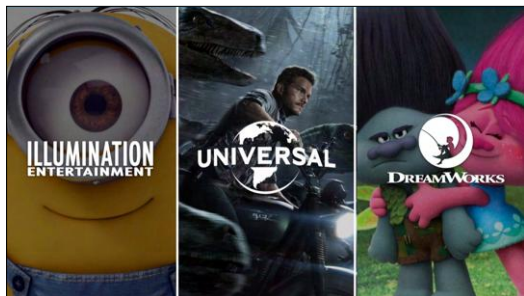 ILLUMINATION
ENTERTAINMENT
UNIVERSAL
DREAMWORKS